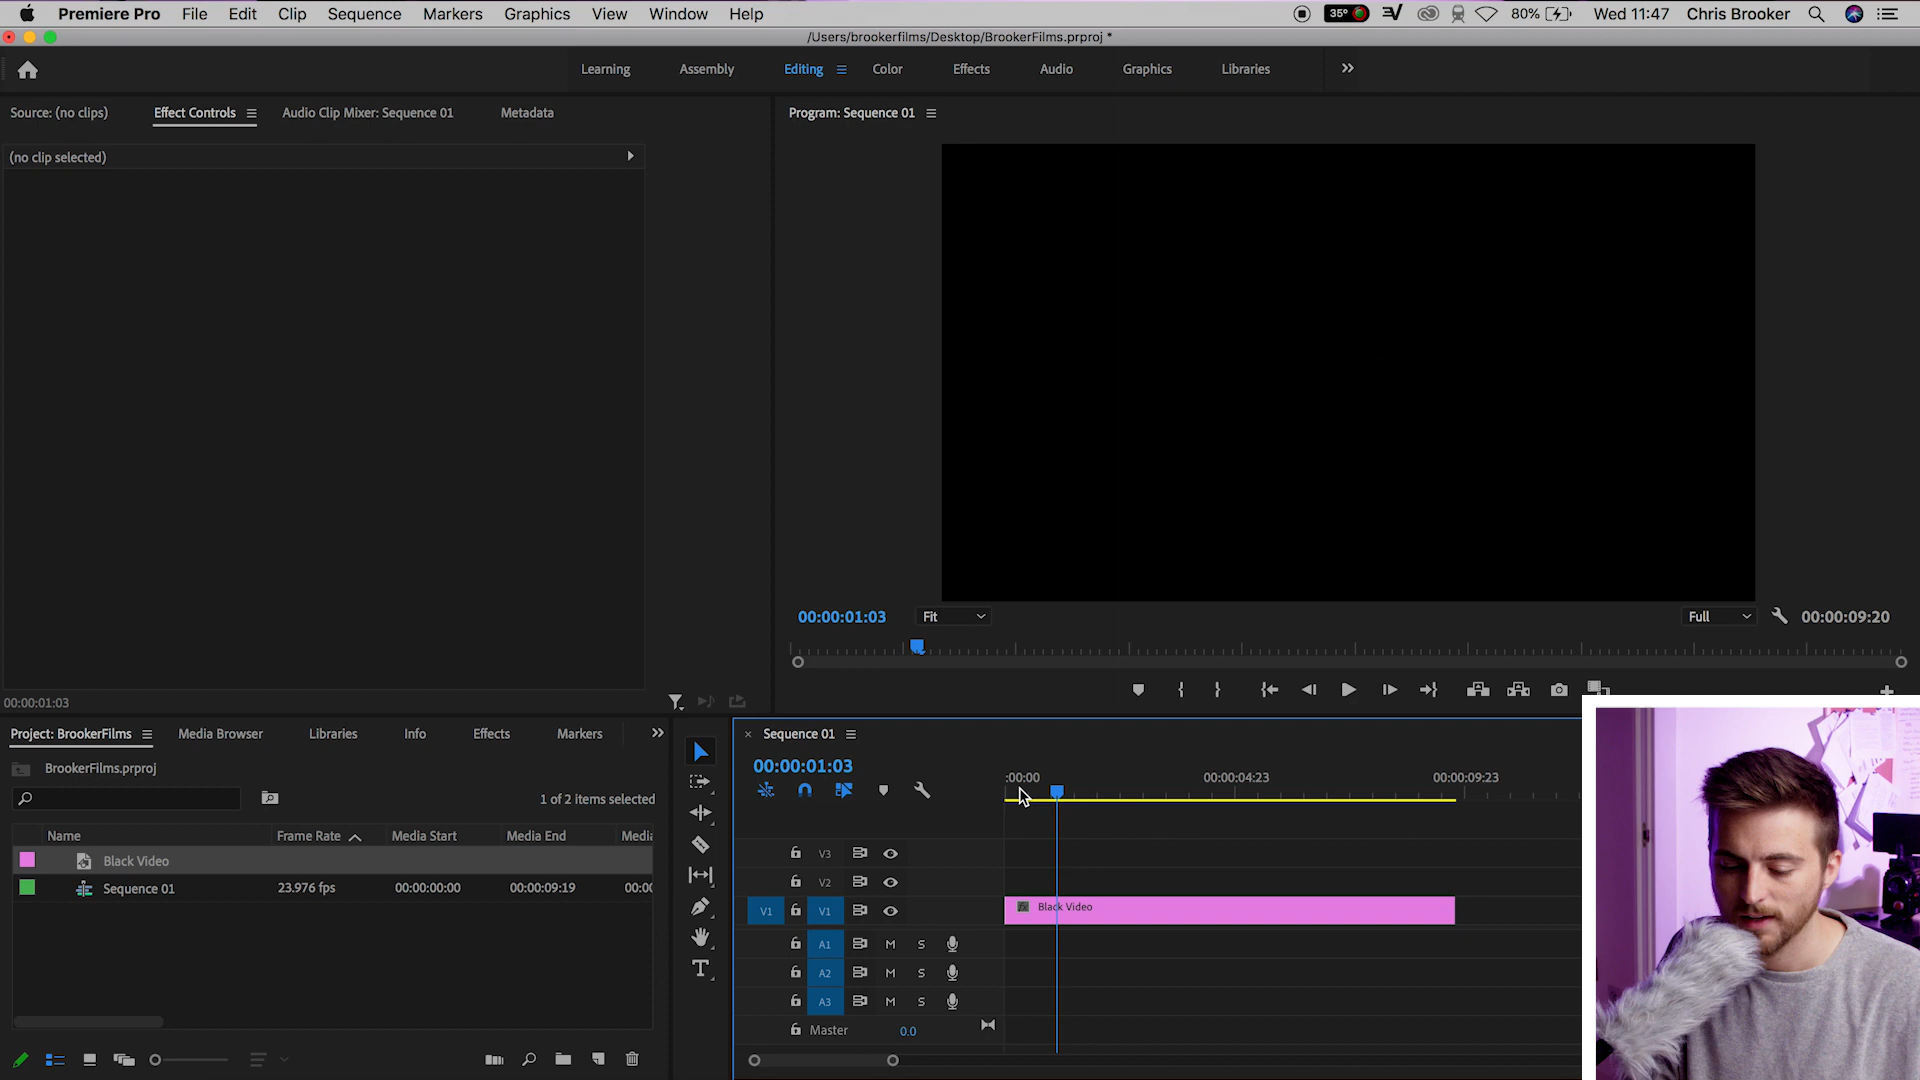 Premiere Pro File Edit Clip Sequence Markers Graphics View Window Help 35° 80% Wed 11:47 Chris Brooker
/Users/brookerfilms/Desktop/BrookerFilms.prproj *
Learning Assembly Editing Color Effects Audio Graphics Libraries
Source: (no clips) Effect Controls Audio Clip Mixer: Sequence 01 Metadata
Program: Sequence 01
(no clip selected)
00:00:01:03 Fit Full 00:00:09:20
00:00:01:03
Project: BrookerFilms Media Browser Libraries Info Effects Markers
Sequence 01
BrookerFilms.prproj
00:00:01:03
:00:00 00:00:04:23 00:00:09:23
1 of 2 items selected
Name Frame Rate Media Start Media End Media
Black Video
Sequence 01 23.976 fps 00:00:00:00 00:00:09:19 00:00
V3
V2
V1 V1 fx Black Video
A1 M S
A2 M S
A3 M S
Master 0.0